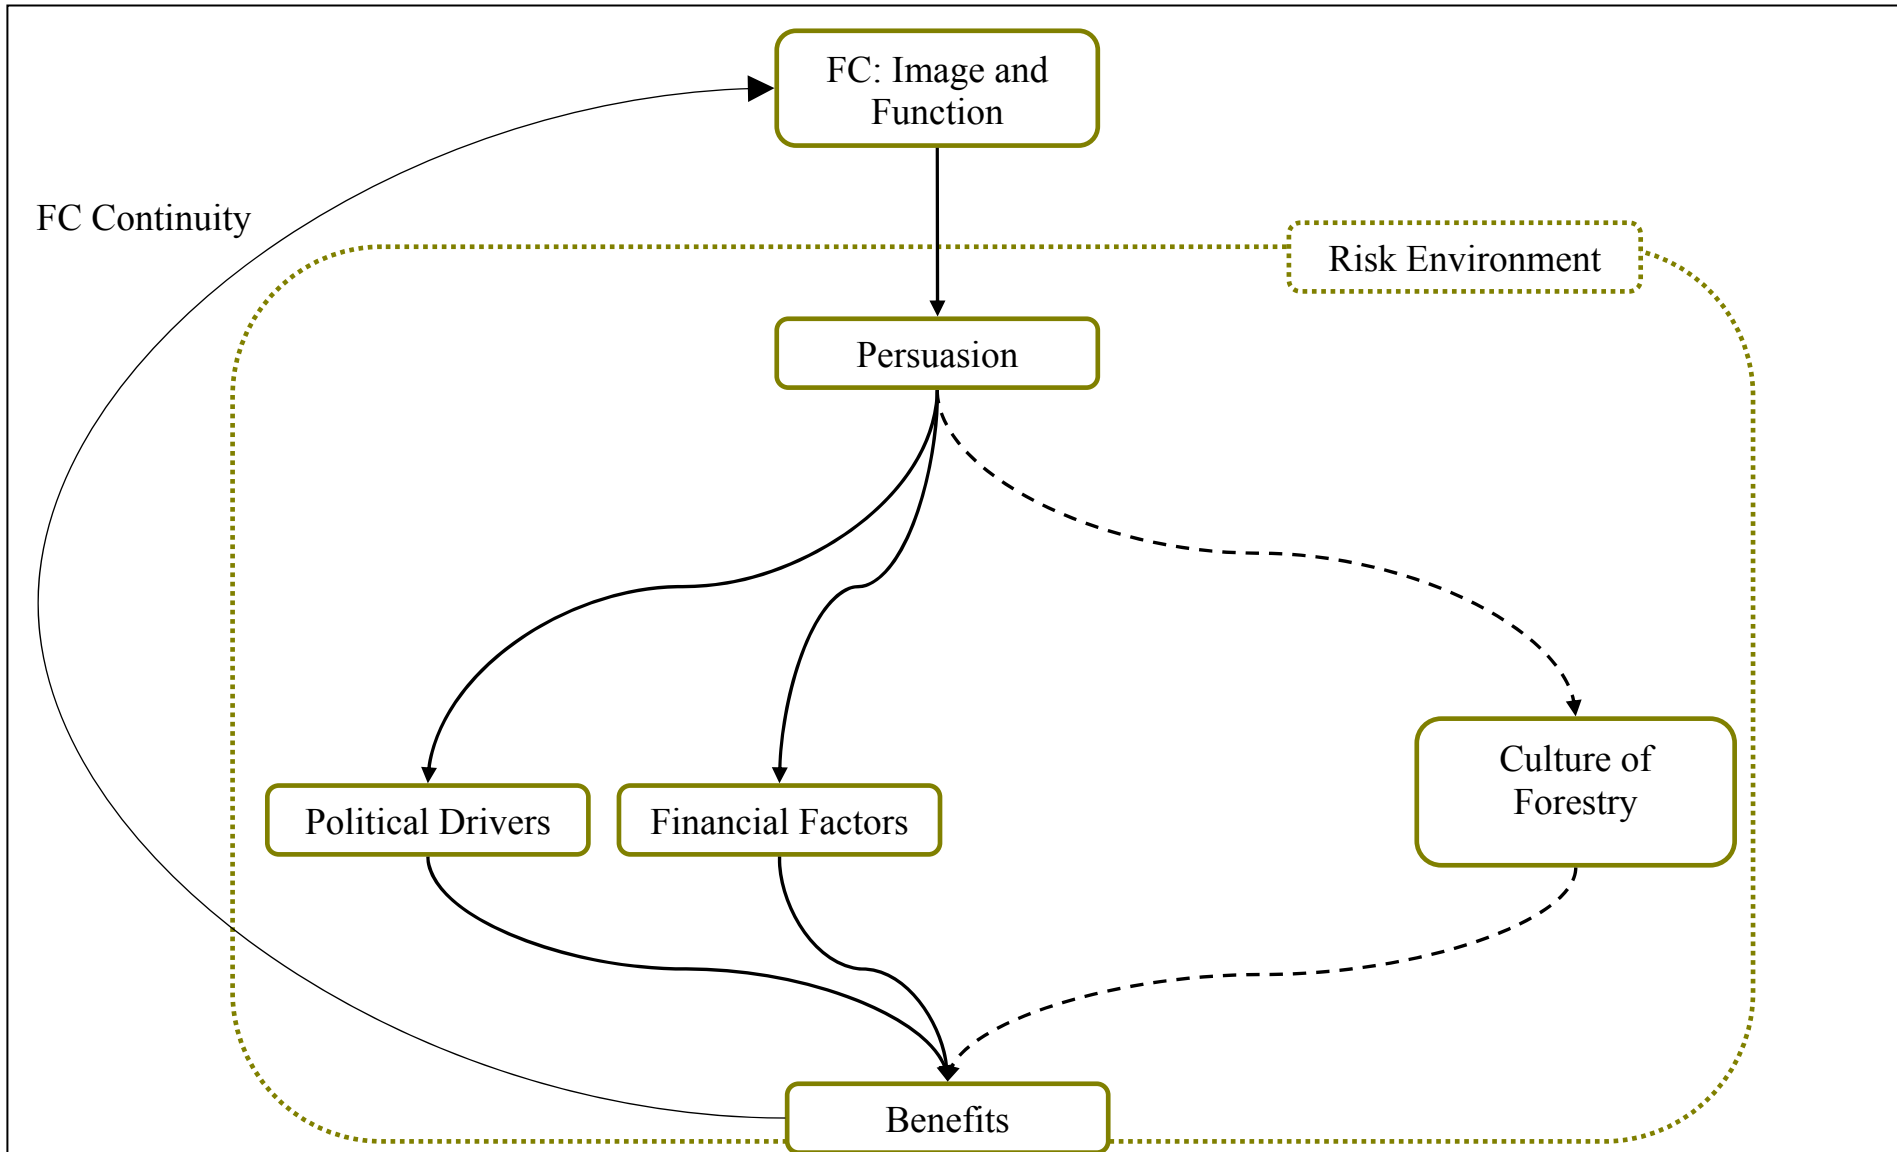 FC: Image and
Function
FC Continuity
Risk Environment
Persuasion
Culture of
Forestry
Political Drivers
Financial Factors
Benefits